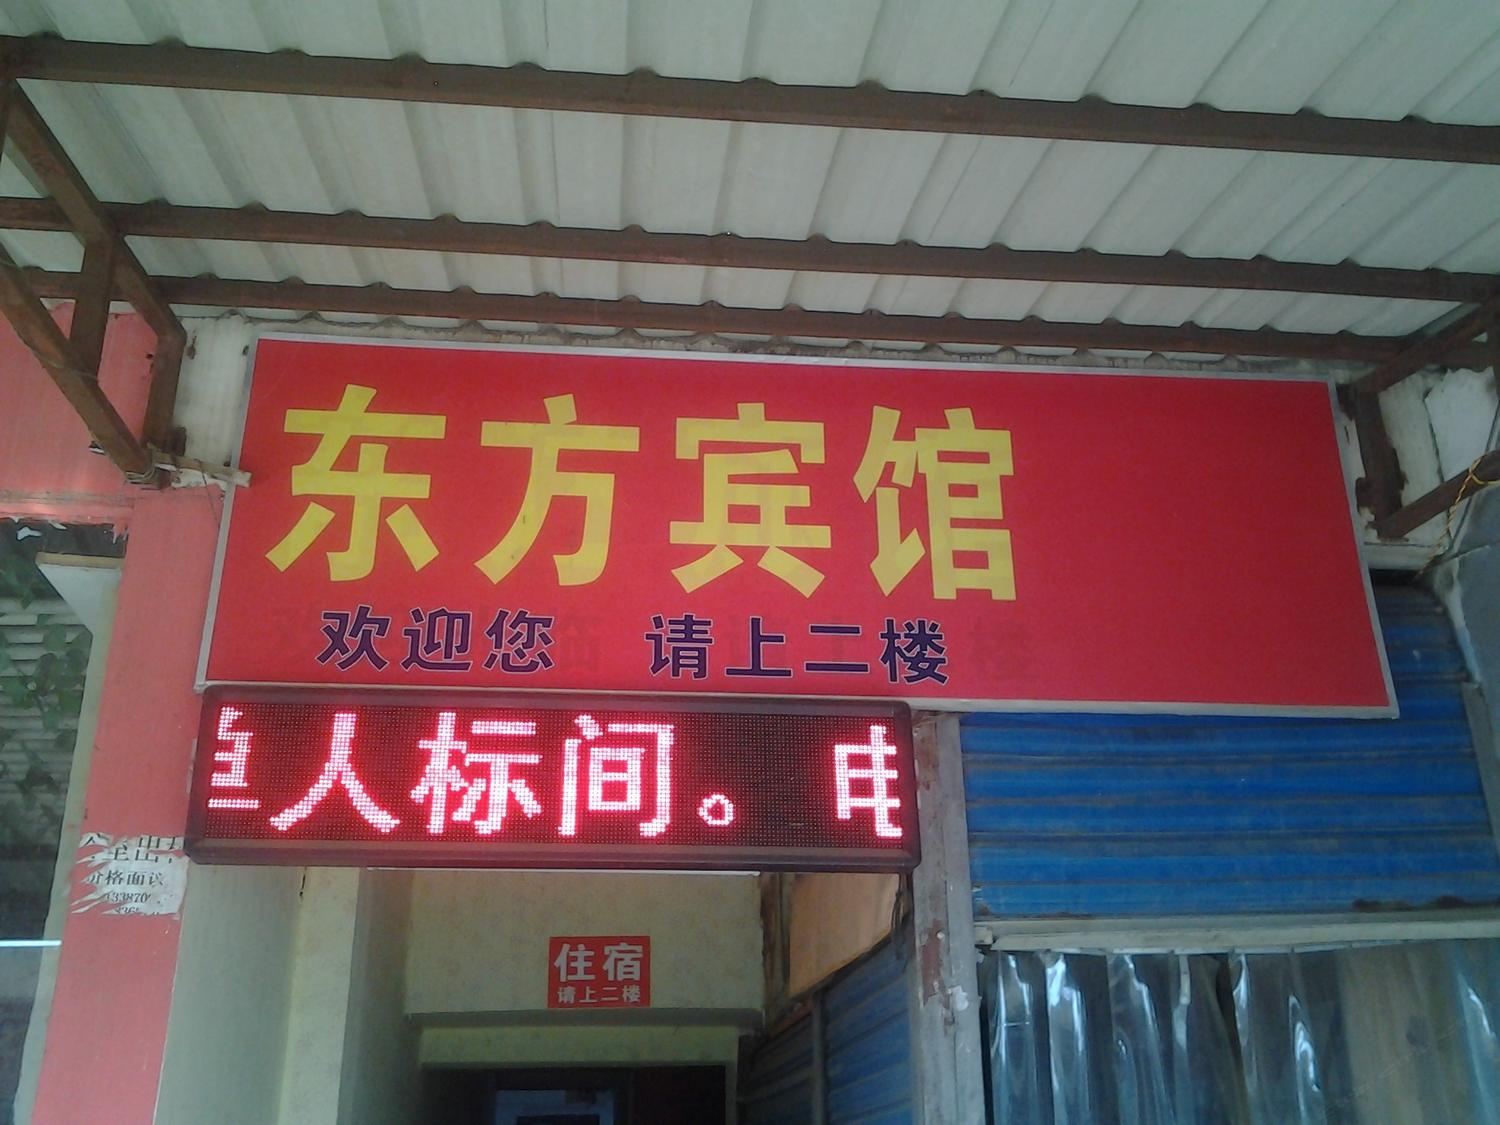 东方宾馆
欢迎您 请上二楼
人标间。
住宿
请上二楼
价格面议